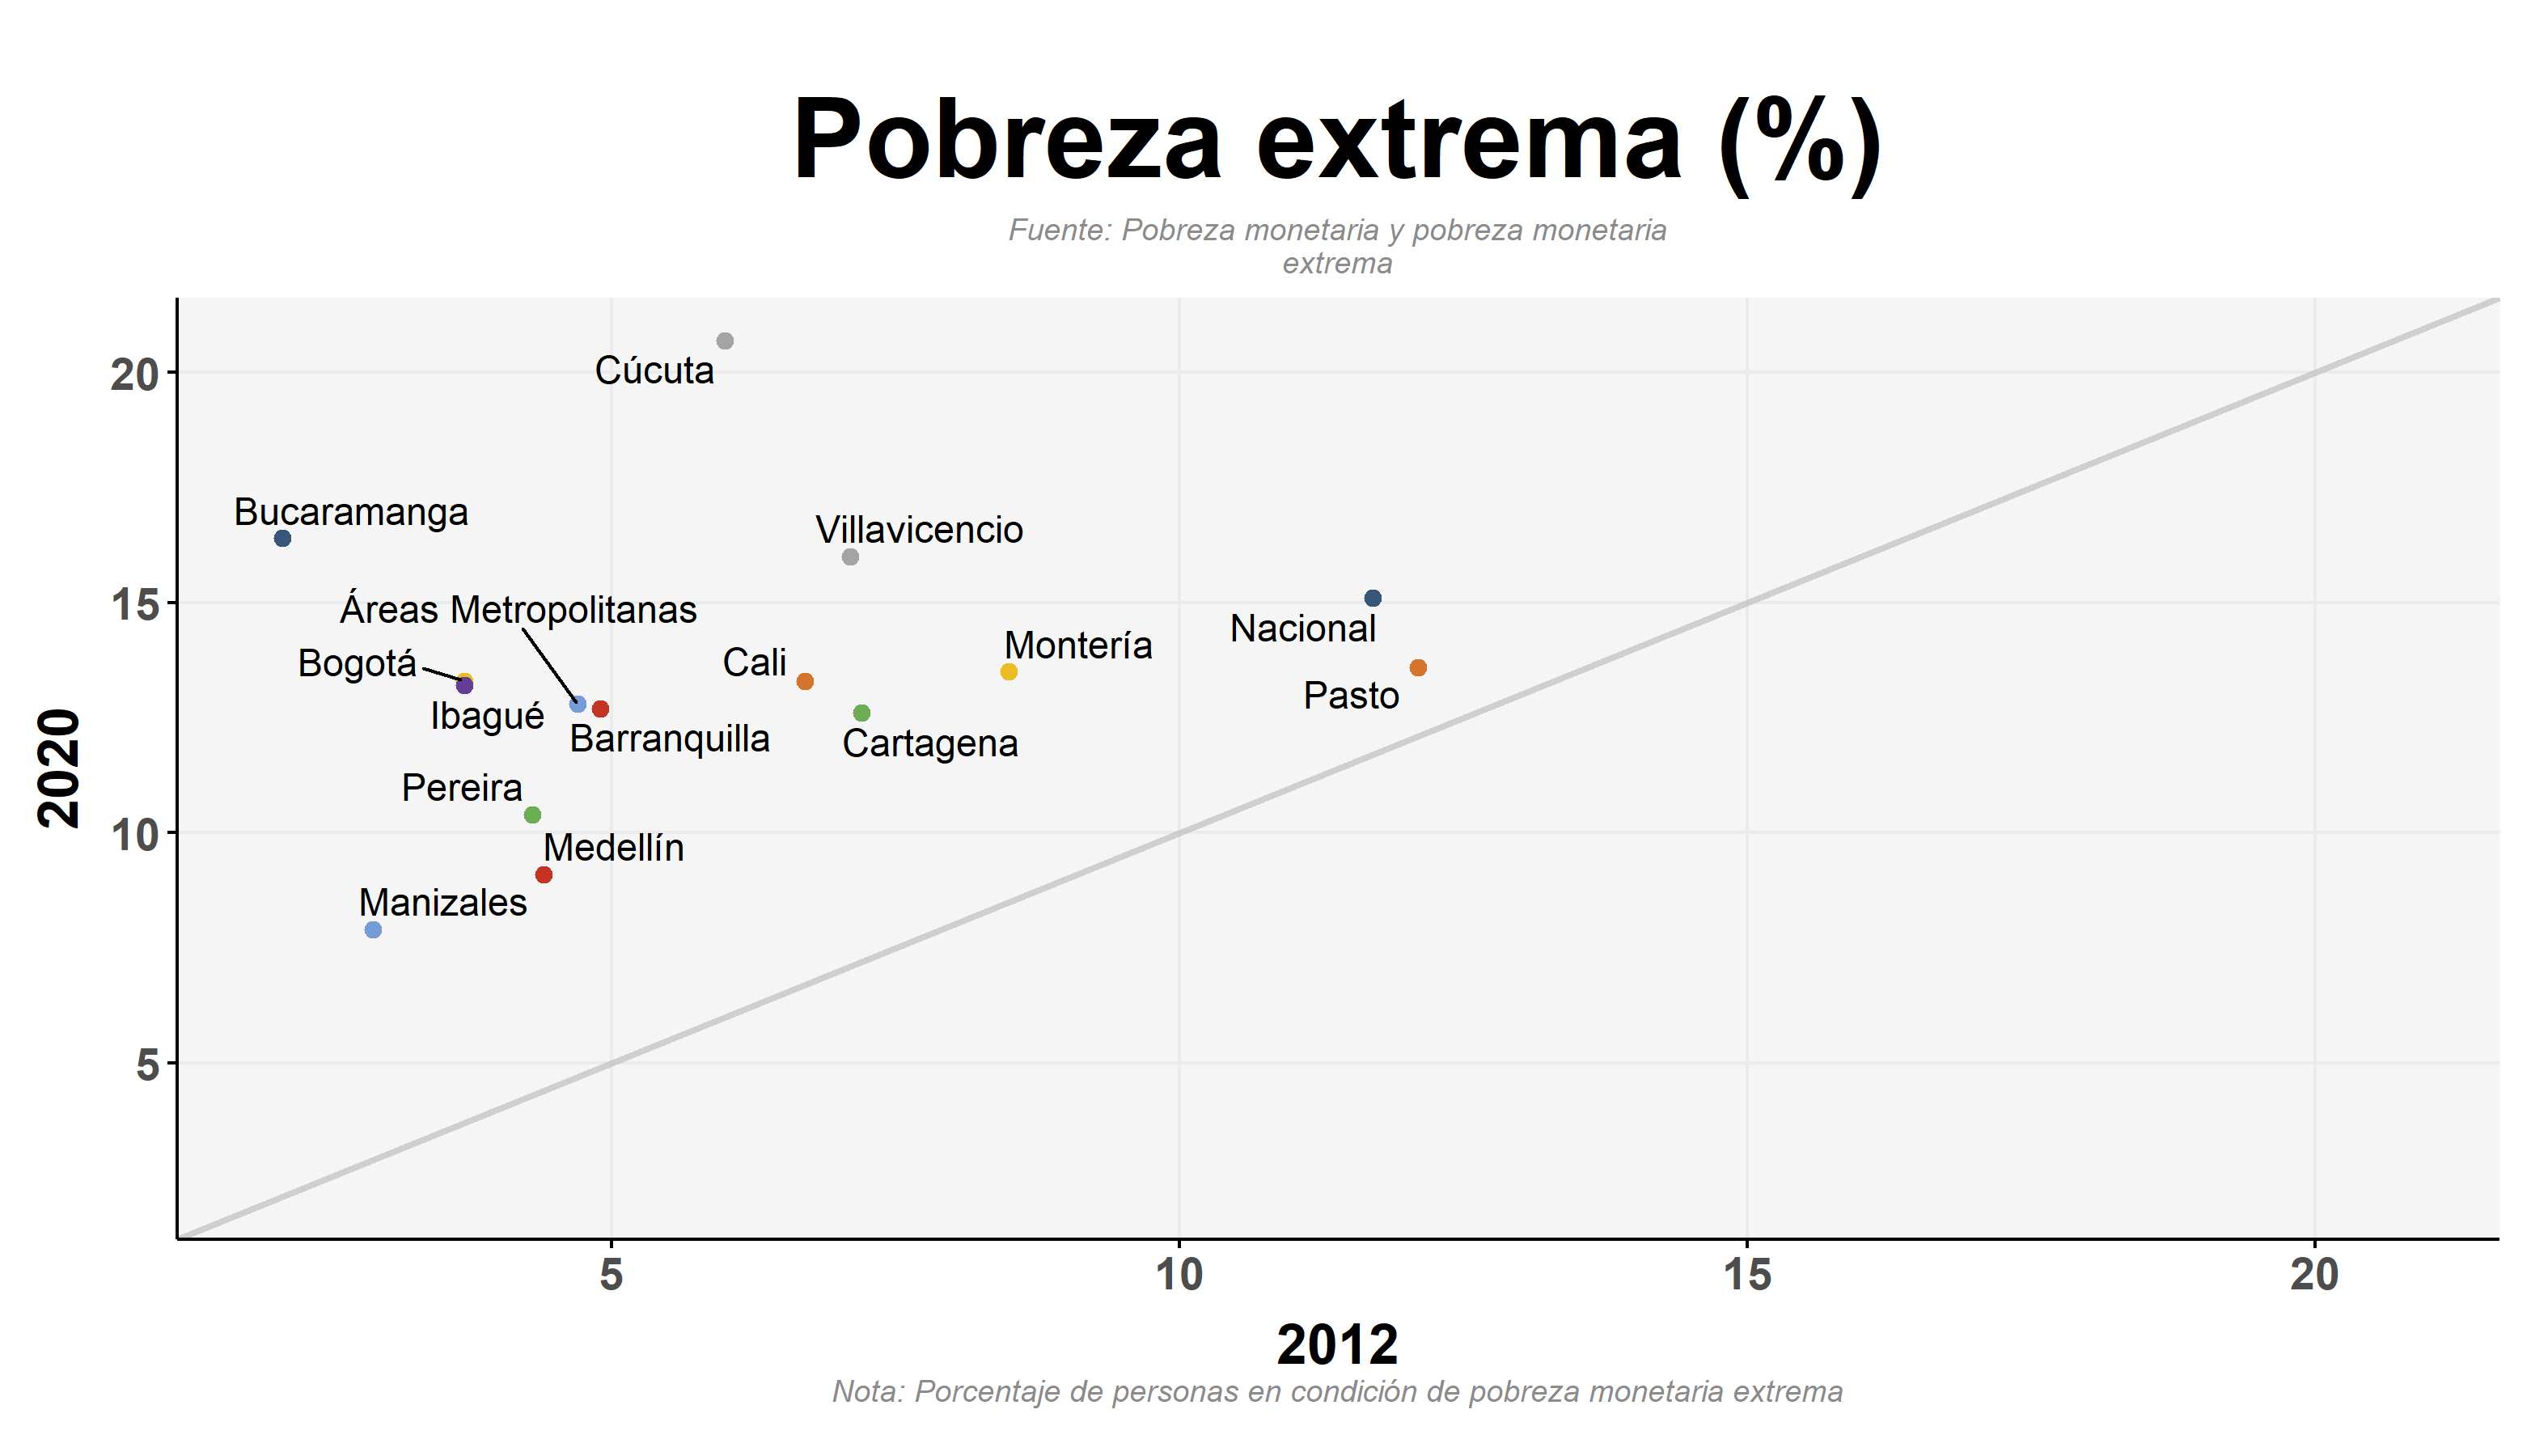 Pobreza extrema (%)
Fuente: Pobreza monetaria y pobreza monetaria
extrema
20
Cúcuta
Bucaramanga
Villavicencio
15
Áreas Metropolitanas
Nacional
Montería
Bogotá
Cali
Pasto
Ibagué
Barranquilla
Cartagena
2020
Pereira
10
Medellín
Manizales
5
5 10 15 20
2012
Nota: Porcentaje de personas en condición de pobreza monetaria extrema